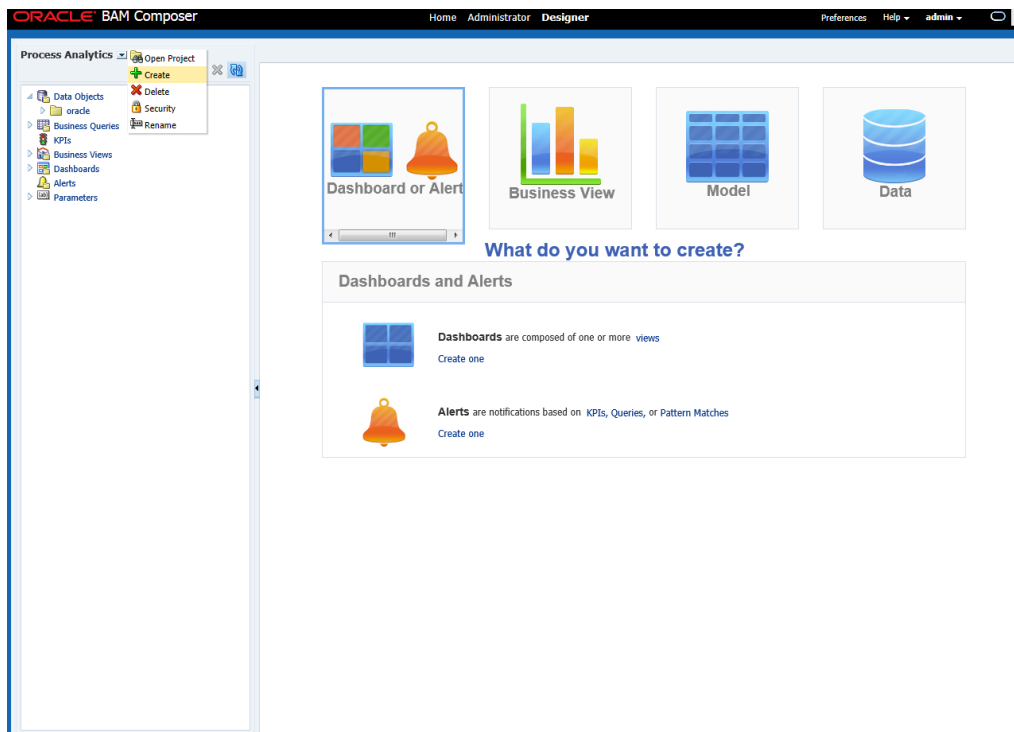 ORACLE® BAM Composer
Home Administrator Designer
Preferences Help admin
Process Analytics
Open Project
Create
Delete
Security
Rename
Data Objects
oracle
Business Queries
KPIs
Business Views
Dashboards
Alerts
Parameters
Dashboard or Alert
Business View
Model
Data
What do you want to create?
Dashboards and Alerts
Dashboards are composed of one or more views
Create one
Alerts are notifications based on KPIs, Queries, or Pattern Matches
Create one